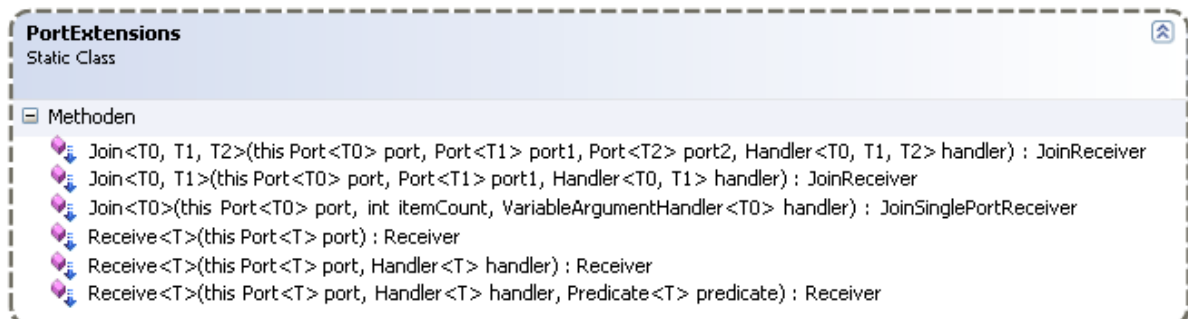 PortExtensions
Static Class
Methoden
Join<T0, T1, T2>(this Port<T0> port, Port<T1> port1, Port<T2> port2, Handler<T0, T1, T2> handler) : JoinReceiver
Join<T0, T1>(this Port<T0> port, Port<T1> port1, Handler<T0, T1> handler) : JoinReceiver
Join<T0>(this Port<T0> port, int itemCount, VariableArgumentHandler<T0> handler) : JoinSinglePortReceiver
Receive<T>(this Port<T> port) : Receiver
Receive<T>(this Port<T> port, Handler<T> handler) : Receiver
Receive<T>(this Port<T> port, Handler<T> handler, Predicate<T> predicate) : Receiver